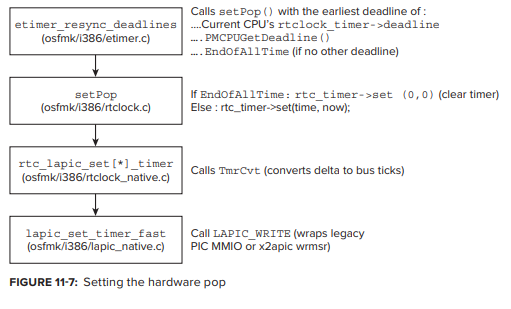 etimer_resync_deadlines
(osfmk/i386/etimer.c)
Calls setPop() with the earliest deadline of :
....Current CPU's rtclock_timer->deadline
....PMCPUGetDeadline()
....EndOfAllTime (if no other deadline)
setPop
(osfmk/i386/rtclock.c)
If EndOfAllTime: rtc_timer->set (0,0) (clear timer)
Else : rtc_timer->set(time, now);
rtc_lapic_set[*]_timer
(osfmk/i386/rtclock_native.c)
Calls TmrCvt (converts delta to bus ticks)
lapic_set_timer_fast
(osfmk/i386/lapic_native.c)
Call LAPIC_WRITE (wraps legacy
PIC MMIO or x2apic wrmsr)
FIGURE 11-7: Setting the hardware pop